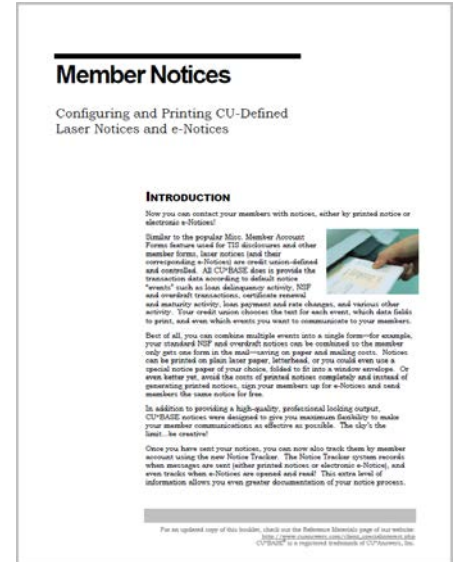 Member Notices
Configuring and Printing CU-Defined
Laser Notices and e-Notices
INTRODUCTION
Now you can contact your members with notices, either by printed notice or
electronic e-Notices!
Similar to the popular Misc. Member Account
Forms feature used for TIS disclosures and other
member forms, laser notices (and their
corresponding e-Notices) are credit union-defined
and controlled. All CU*BASE does is provide the
transaction data according to default notice
"events" such as loan delinquency activity, NSF
and overdraft transactions, certificate renewal
and maturity activity, loan payment and rate changes, and various other
activity. Your credit union chooses the text for each event, which data fields
to print, and even which events you want to communicate to your members.
Best of all, you can combine multiple events into a single form—for example,
your standard NSF and overdraft notices can be combined so the member
only gets one form in the mail—saving on paper and mailing costs. Notices
can be printed on plain laser paper, letterhead, or you could even use a
special notice paper of your choice, folded to fit into a window envelope. Or
even better yet, avoid the costs of printed notices completely and instead of
generating printed notices, sign your members up for e-Notices and send
members the same notice for free.
In addition to providing a high-quality, professional looking output,
CU*BASE notices were designed to give you maximum flexibility to make
your member communications as effective as possible. The sky's the
limit...be creative!
Once you have sent your notices, you can now also track them by member
account using the new Notice Tracker. The Notice Tracker system records
when messages are sent (either printed notices or electronic e-Notice), and
even tracks when e-Notices are opened and read! This extra level of
information allows you even greater documentation of your notice process.
For an updated copy of this booklet, check out the Reference Materials page of our website:
CU*BASE® is a registered trademark of CU*Answers, Inc.